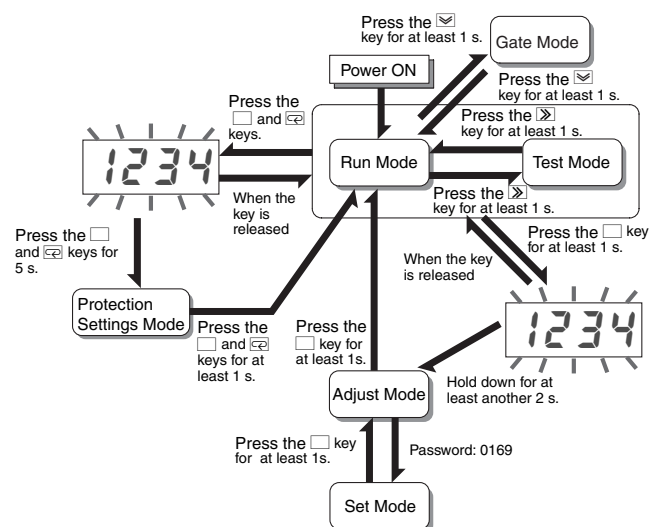 Press the
key for at least 1 s.
Gate Mode
Power ON
Press the
key for at least 1 s.
Press the
and
keys.
Press the
key for at least 1 s.
1234
Run Mode
Test Mode
When the
key is
released
Press the
key for at least 1 s.
Press the
and keys for
5 s.
When the key
is released
Press the key
for at least 1 s.
Protection
Settings Mode
Press the
and
keys for at
least 1 s.
Press the
key for
at least 1s.
1234
Adjust Mode
Hold down for at
least another 2 s.
Press the key
for at least 1s.
Password: 0169
Set Mode